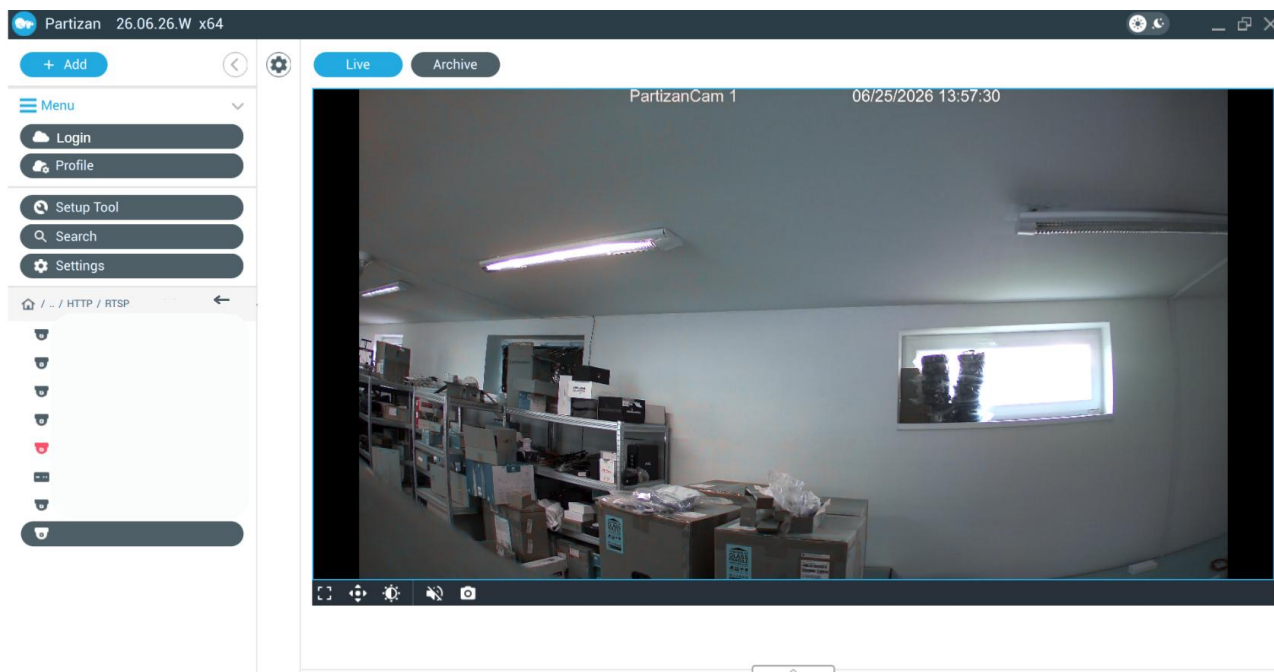 Partizan 26.06.26.W x64
+ Add
Live
Archive
Menu
Login
Profile
Setup Tool
Search
Settings
/ .. / HTTP / RTSP
PartizanCam 1
06/25/2026 13:57:30